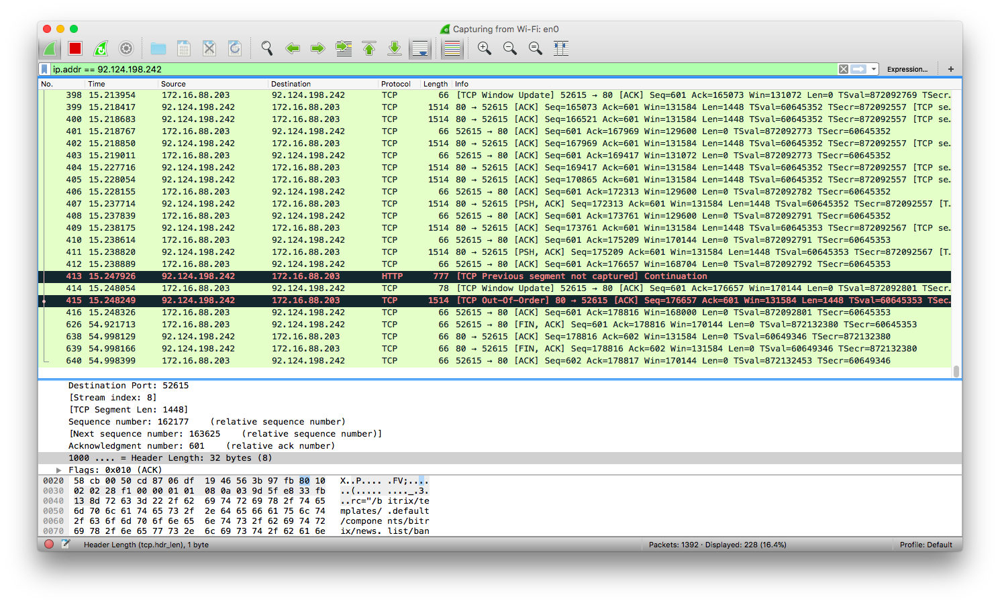 Capturing from Wi-Fi: en0
ip.addr == 92.124.198.242 Expression... +
No. Time Source Destination Protocol Length Info
398 15.213954 172.16.88.203 92.124.198.242 TCP 66 [TCP Window Update] 52615 → 80 [ACK] Seq=601 Ack=165073 Win=131072 Len=0 TSval=872092769 TSecr…
399 15.218417 92.124.198.242 172.16.88.203 TCP 1514 80 → 52615 [ACK] Seq=165073 Ack=601 Win=131584 Len=1448 TSval=60645352 TSecr=872092557 [TCP se…
400 15.218683 92.124.198.242 172.16.88.203 TCP 1514 80 → 52615 [ACK] Seq=166521 Ack=601 Win=131584 Len=1448 TSval=60645352 TSecr=872092557 [TCP se…
401 15.218767 172.16.88.203 92.124.198.242 TCP 66 52615 → 80 [ACK] Seq=601 Ack=167969 Win=129600 Len=0 TSval=872092773 TSecr=60645352
402 15.218850 92.124.198.242 172.16.88.203 TCP 1514 80 → 52615 [ACK] Seq=167969 Ack=601 Win=131584 Len=1448 TSval=60645352 TSecr=872092557 [TCP se…
403 15.219011 172.16.88.203 92.124.198.242 TCP 66 52615 → 80 [ACK] Seq=601 Ack=169417 Win=131072 Len=0 TSval=872092773 TSecr=60645352
404 15.227716 92.124.198.242 172.16.88.203 TCP 1514 80 → 52615 [ACK] Seq=169417 Ack=601 Win=131584 Len=1448 TSval=60645352 TSecr=872092557 [TCP se…
405 15.228054 92.124.198.242 172.16.88.203 TCP 1514 80 → 52615 [ACK] Seq=170865 Ack=601 Win=131584 Len=1448 TSval=60645352 TSecr=872092557 [TCP se…
406 15.228155 172.16.88.203 92.124.198.242 TCP 66 52615 → 80 [ACK] Seq=601 Ack=172313 Win=129600 Len=0 TSval=872092782 TSecr=60645352
407 15.237714 92.124.198.242 172.16.88.203 TCP 1514 80 → 52615 [PSH, ACK] Seq=172313 Ack=601 Win=131584 Len=1448 TSval=60645352 TSecr=872092557 [T…
408 15.237839 172.16.88.203 92.124.198.242 TCP 66 52615 → 80 [ACK] Seq=601 Ack=173761 Win=129600 Len=0 TSval=872092791 TSecr=60645352
409 15.238175 92.124.198.242 172.16.88.203 TCP 1514 80 → 52615 [ACK] Seq=173761 Ack=601 Win=131584 Len=1448 TSval=60645353 TSecr=872092567 [TCP se…
410 15.238614 172.16.88.203 92.124.198.242 TCP 66 52615 → 80 [ACK] Seq=601 Ack=175209 Win=170144 Len=0 TSval=872092791 TSecr=60645353
411 15.238820 92.124.198.242 172.16.88.203 TCP 1514 80 → 52615 [PSH, ACK] Seq=175209 Ack=601 Win=131584 Len=1448 TSval=60645353 TSecr=872092567 [T…
412 15.238889 172.16.88.203 92.124.198.242 TCP 66 52615 → 80 [ACK] Seq=601 Ack=176657 Win=168704 Len=0 TSval=872092792 TSecr=60645353
413 15.247926 92.124.198.242 172.16.88.203 HTTP 777 [TCP Previous segment not captured] Continuation
414 15.248054 172.16.88.203 92.124.198.242 TCP 78 [TCP Window Update] 52615 → 80 [ACK] Seq=601 Ack=176657 Win=170144 Len=0 TSval=872092801 TSecr…
415 15.248249 92.124.198.242 172.16.88.203 TCP 1514 [TCP Out-Of-Order] 80 → 52615 [ACK] Seq=176657 Ack=601 Win=131584 Len=1448 TSval=60645353 TSec…
416 15.248326 172.16.88.203 92.124.198.242 TCP 66 52615 → 80 [ACK] Seq=601 Ack=178816 Win=168000 Len=0 TSval=872092801 TSecr=60645353
626 54.921713 172.16.88.203 92.124.198.242 TCP 66 52615 → 80 [FIN, ACK] Seq=601 Ack=178816 Win=170144 Len=0 TSval=872132380 TSecr=60645353
638 54.998129 92.124.198.242 172.16.88.203 TCP 66 80 → 52615 [ACK] Seq=178816 Ack=602 Win=131584 Len=0 TSval=60649346 TSecr=872132380
639 54.998166 92.124.198.242 172.16.88.203 TCP 66 80 → 52615 [FIN, ACK] Seq=178816 Ack=602 Win=131584 Len=0 TSval=60649346 TSecr=872132380
640 54.998399 172.16.88.203 92.124.198.242 TCP 66 52615 → 80 [ACK] Seq=602 Ack=178817 Win=170144 Len=0 TSval=872132453 TSecr=60649346
Destination Port: 52615
[Stream index: 8]
[TCP Segment Len: 1448]
Sequence number: 162177 (relative sequence number)
[Next sequence number: 163625 (relative sequence number)]
Acknowledgment number: 601 (relative ack number)
1000 .... = Header Length: 32 bytes (8)
Flags: 0x010 (ACK)
0020 58 cb 00 50 cd 87 06 df 19 46 56 3b 97 fb 80 10 X..P.... .FV;....
0030 02 02 28 f1 00 00 01 01 08 0a 03 9d 5f e8 33 fb ..(..... ...._.3.
0040 13 8d 72 63 3d 22 2f 62 69 74 72 69 78 2f 74 65 ..rc="/b itrix/te
0050 6d 70 6c 61 74 65 73 2f 2e 64 65 66 61 75 6c 74 mplates/ .default
0060 2f 63 6f 6d 70 6f 6e 65 6e 74 73 2f 62 69 74 72 /compone nts/bitr
0070 69 78 2f 6e 65 77 73 2e 6c 69 73 74 2f 62 61 6e ix/news. list/ban
Header Length (tcp.hdr_len), 1 byte Packets: 1392 · Displayed: 228 (16.4%) Profile: Default